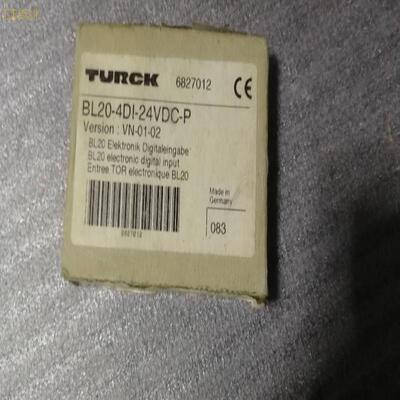 TURCK 6827012 CE
BL20-4DI-24VDC-P
Version : VN-01-02
BL20 Elektronik Digitaleingabe
BL20 electronic digital input
Entree TOR electronique BL20
Made in
Germany
6827012
083